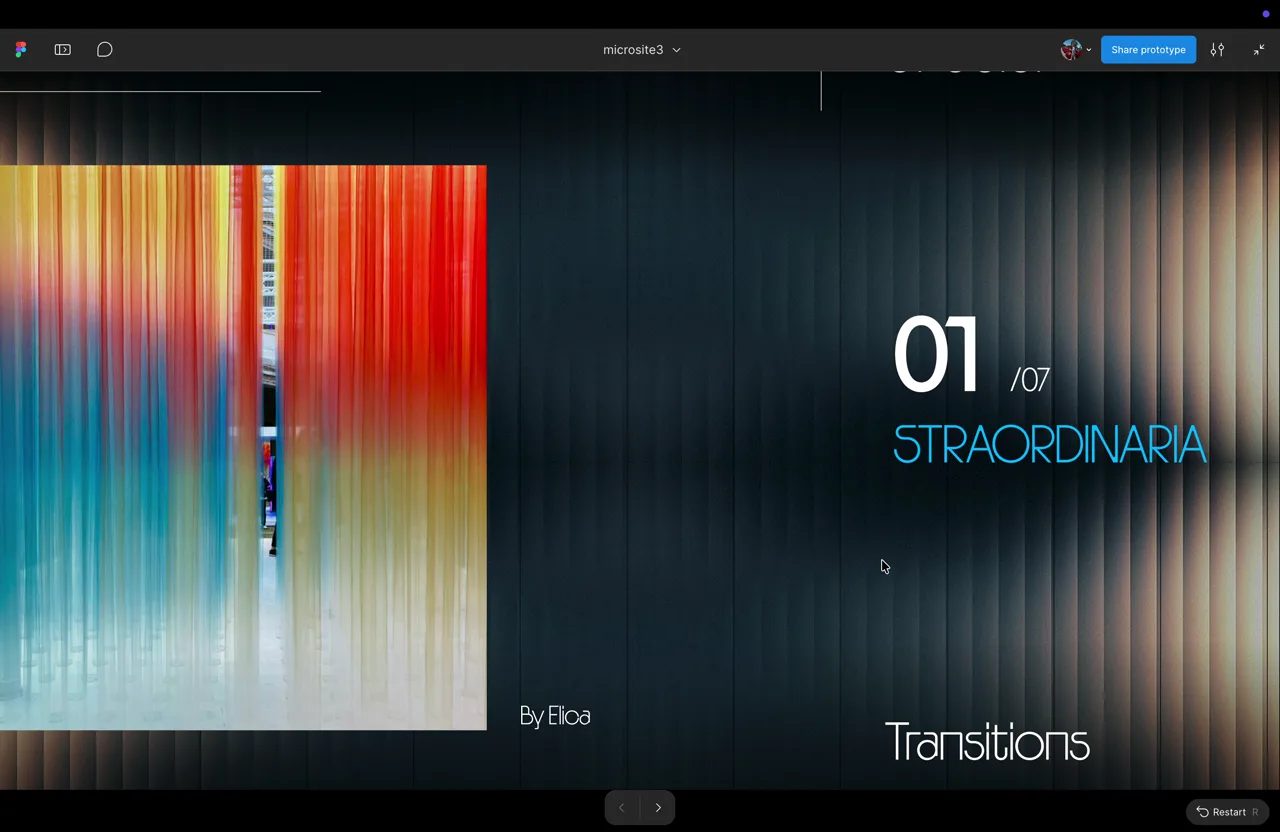 microsite3
Share prototype
01 /07
STRAORDINARIA
By Elioa
Transitions
Restart R